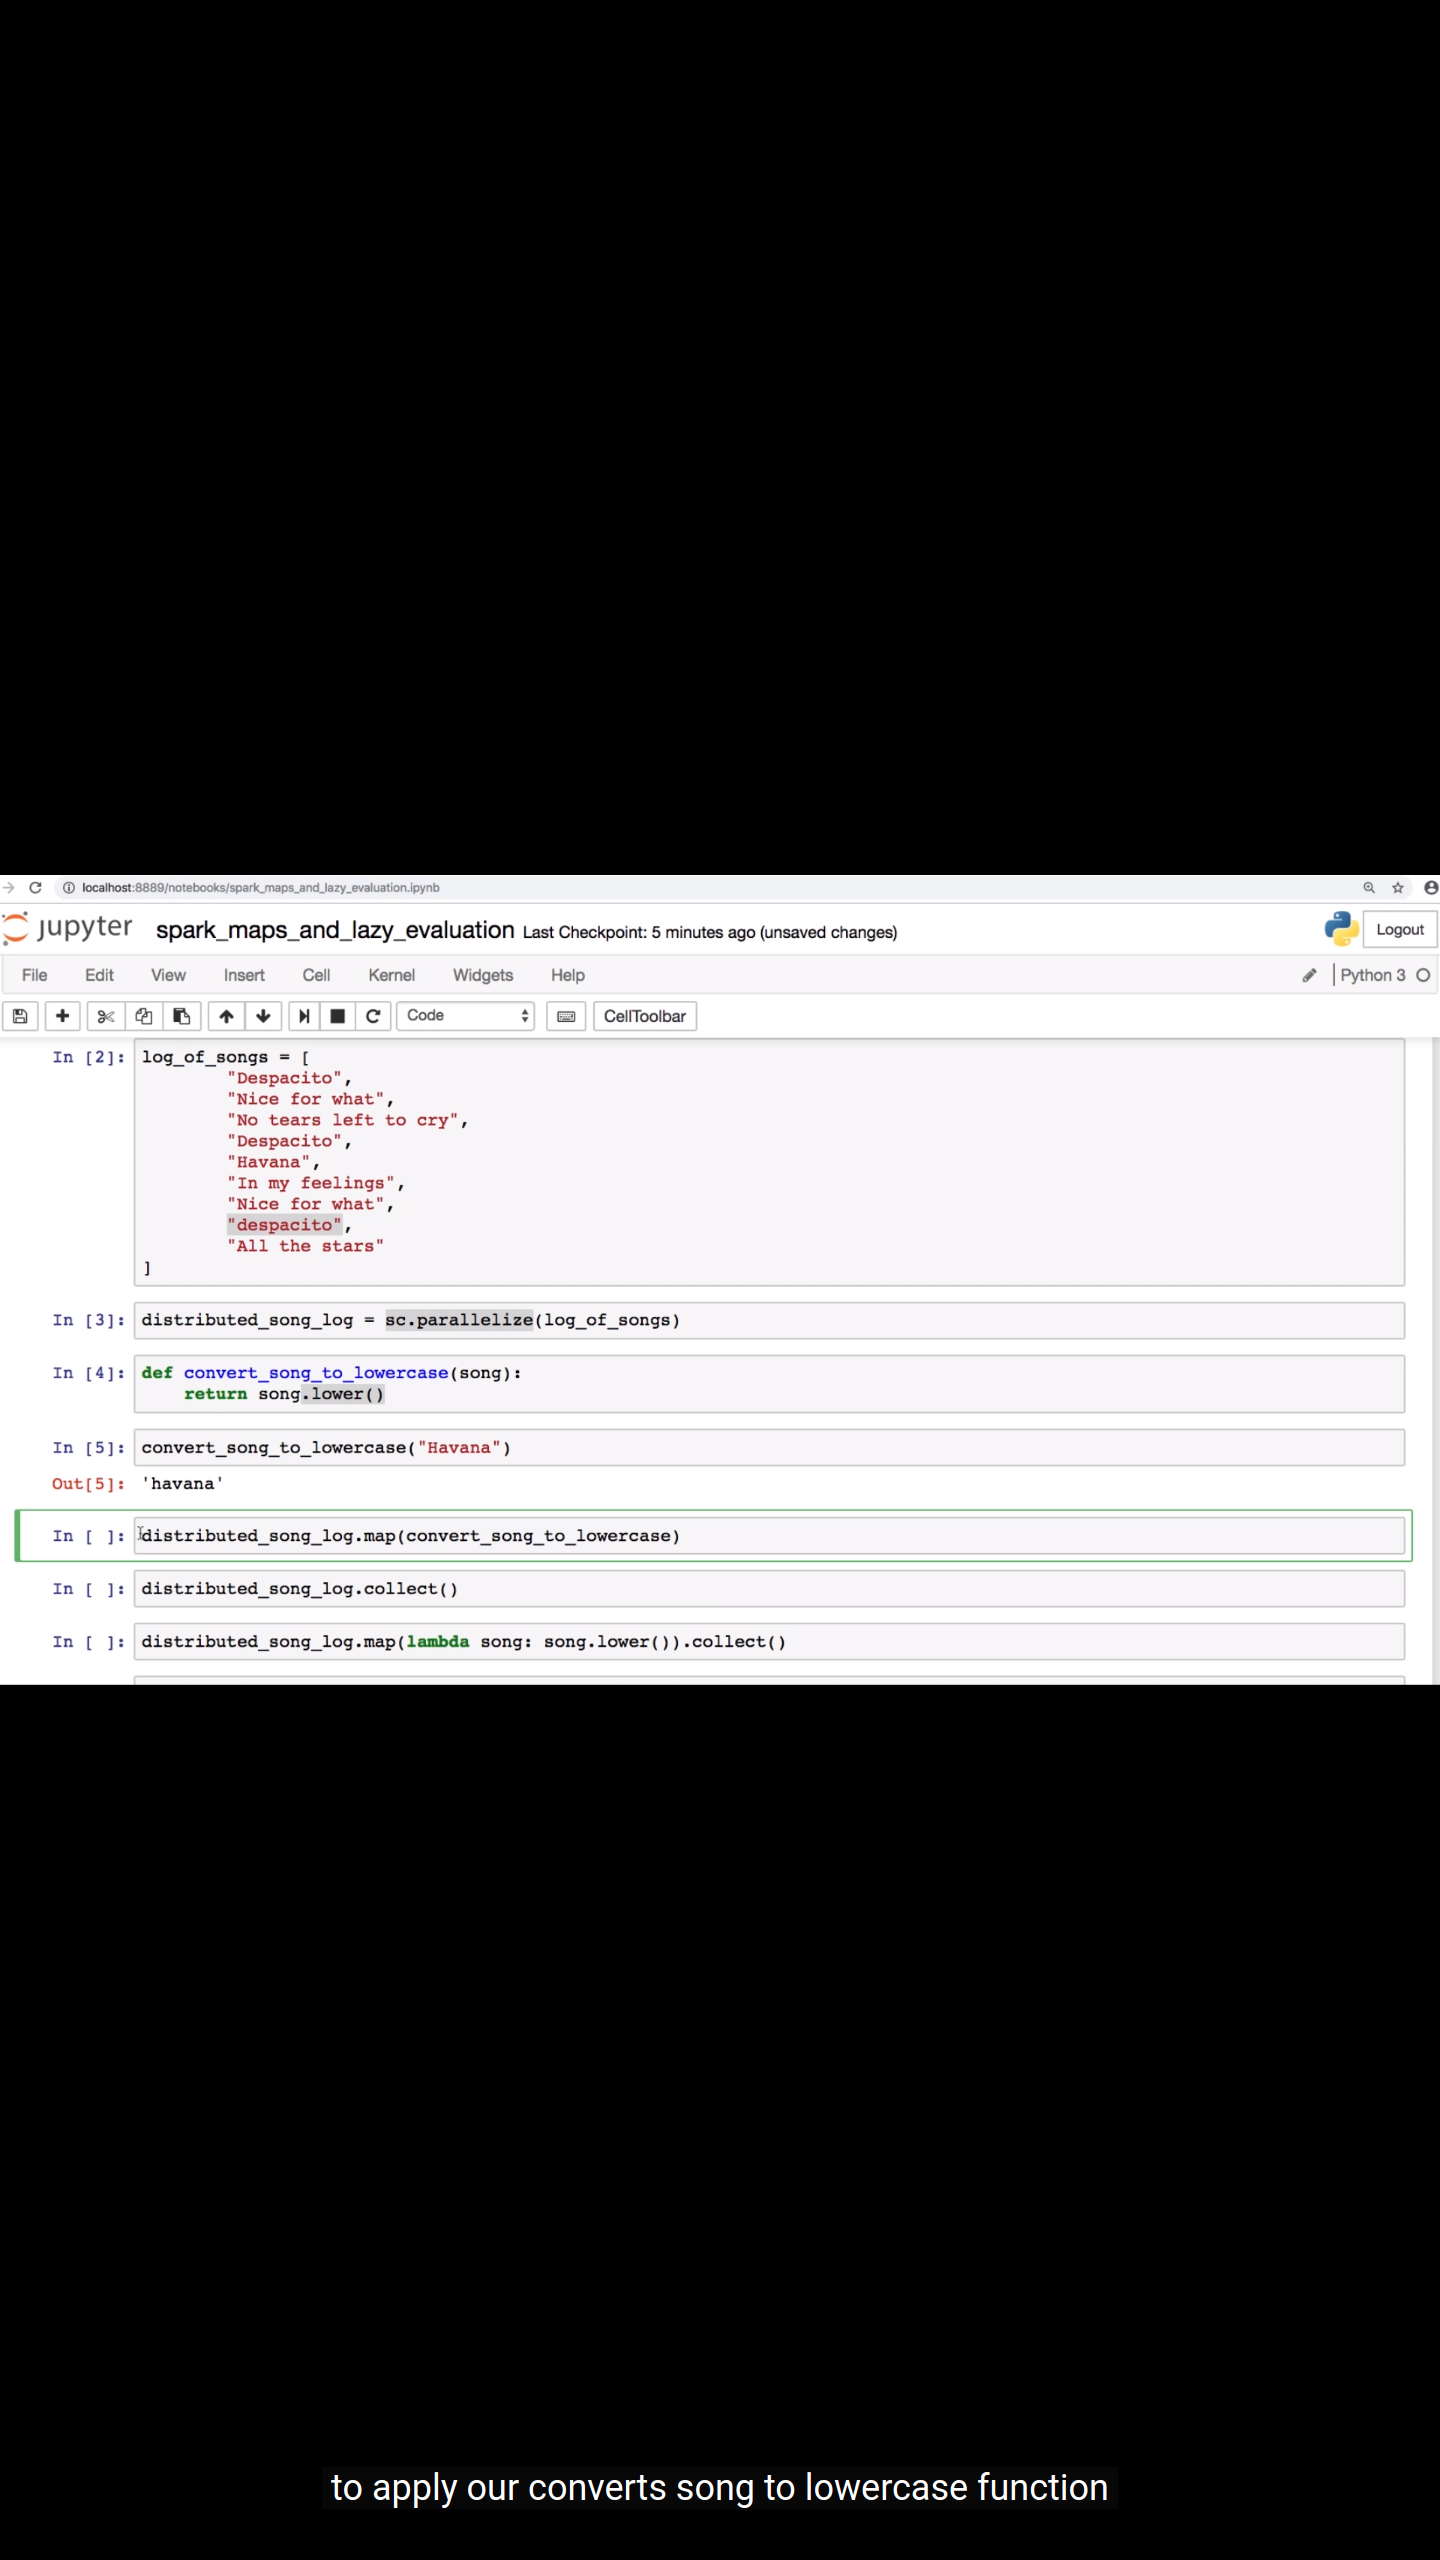 localhost:8889/notebooks/spark_maps_and_lazy_evaluation.ipynb
jupyter spark_maps_and_lazy_evaluation Last Checkpoint: 5 minutes ago (unsaved changes) Logout
File Edit View Insert Cell Kernel Widgets Help Python 3
Code CellToolbar
In [2]: log_of_songs = [
"Despacito",
"Nice for what",
"No tears left to cry",
"Despacito",
"Havana",
"In my feelings",
"Nice for what",
"despacito",
"All the stars"
]
In [3]: distributed_song_log = sc.parallelize(log_of_songs)
In [4]: def convert_song_to_lowercase(song):
return song.lower()
In [5]: convert_song_to_lowercase("Havana")
Out[5]: 'havana'
In [ ]: distributed_song_log.map(convert_song_to_lowercase)
In [ ]: distributed_song_log.collect()
In [ ]: distributed_song_log.map(lambda song: song.lower()).collect()
to apply our converts song to lowercase function